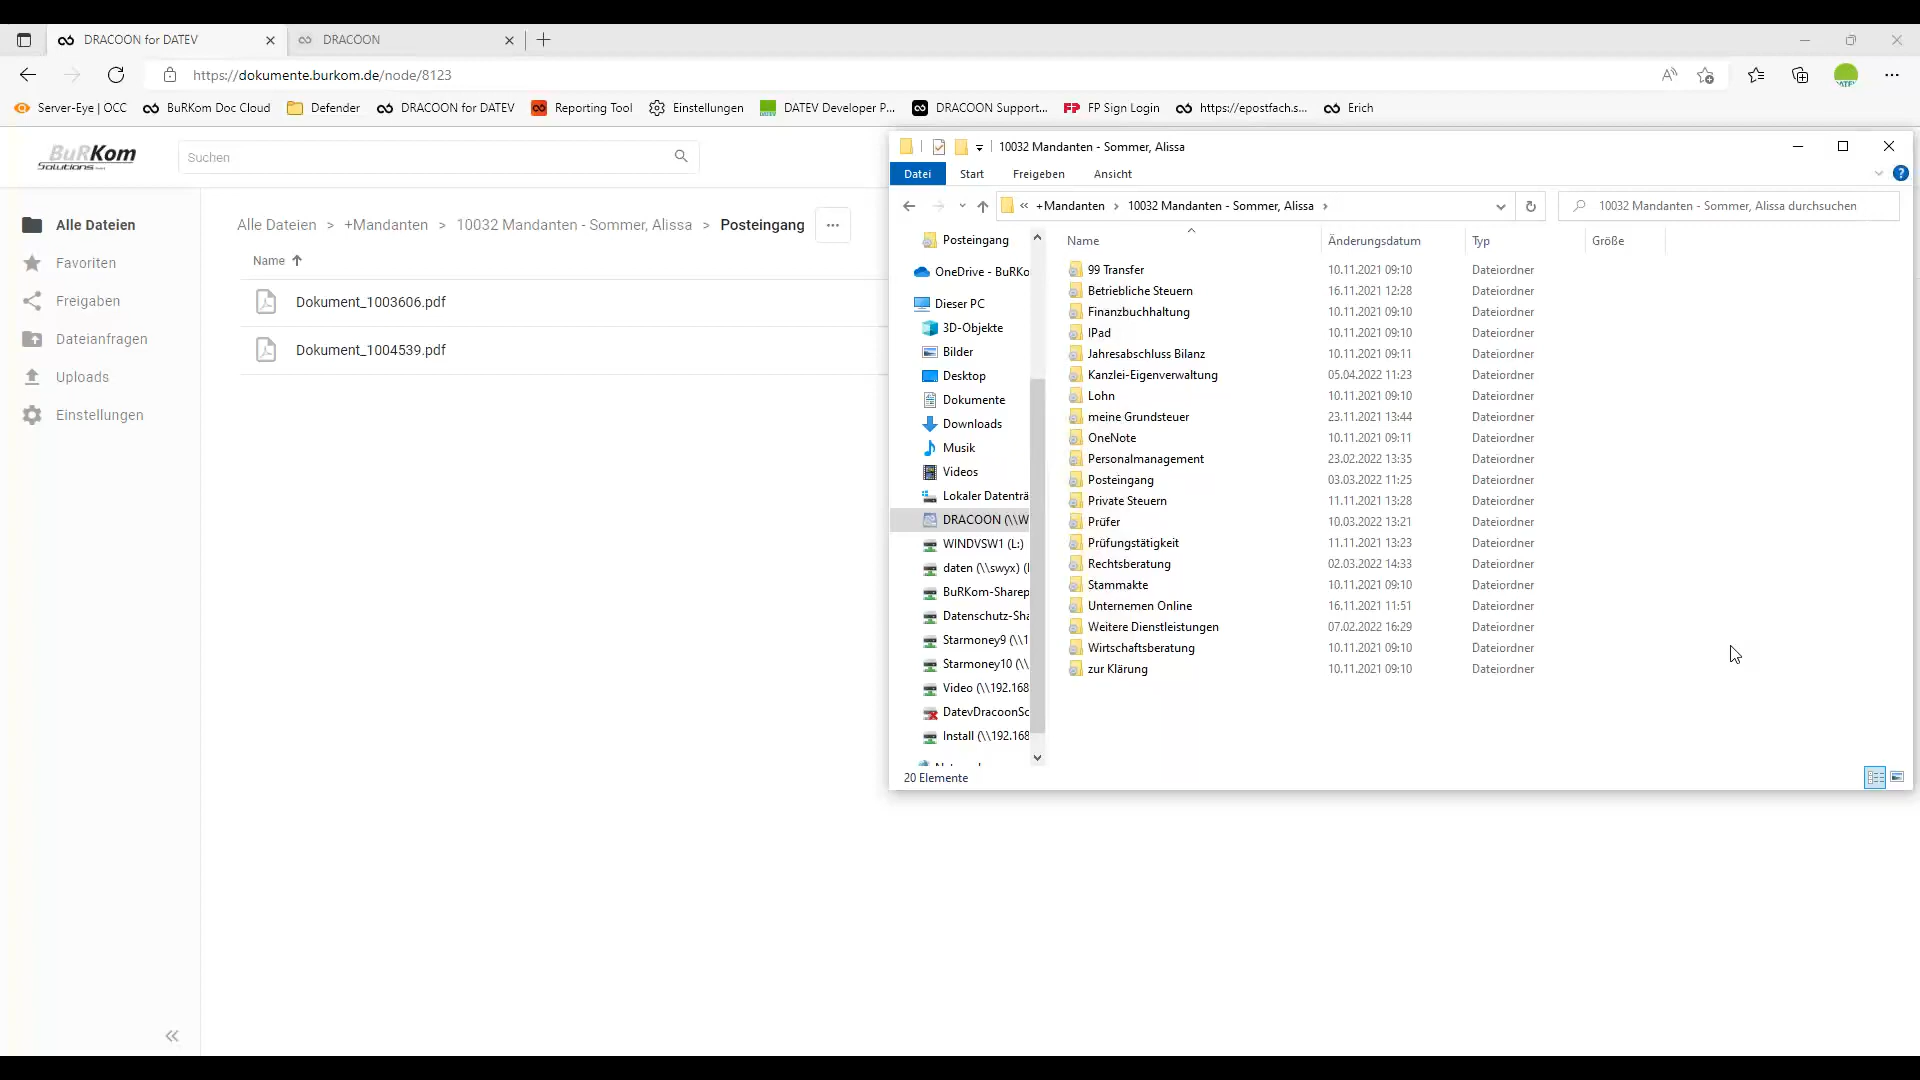 DRACOON for DATEV
DRACOON
https://dokumente.burkom.de/node/8123
Server-Eye | OCC
BuRKom Doc Cloud
Defender
DRACOON for DATEV
Reporting Tool
Einstellungen
DATEV Developer P...
DRACOON Support...
FP FP Sign Login
https://epostfach.s...
Erich
BuRKom
Solutions
Suchen
Alle Dateien
Favoriten
Freigaben
Dateianfragen
Uploads
Einstellungen
Alle Dateien > +Mandanten > 10032 Mandanten - Sommer, Alissa > Posteingang ...
Name
Dokument_1003606.pdf
Dokument_1004539.pdf
10032 Mandanten - Sommer, Alissa
Datei Start Freigeben Ansicht
« +Mandanten > 10032 Mandanten - Sommer, Alissa >
10032 Mandanten - Sommer, Alissa durchsuchen
Posteingang
OneDrive - BuRKo
Dieser PC
3D-Objekte
Bilder
Desktop
Dokumente
Downloads
Musik
Videos
Lokaler Datenträ
DRACOON (\\W
WINDVSW1 (L:)
daten (\\swyx) (
BuRKom-Sharep
Datenschutz-Sha
Starmoney9 (\\1
Starmoney10 (\\
Video (\\192.168
DatevDracoonSc
Install (\\192.168
Name Änderungsdatum Typ Größe
99 Transfer 10.11.2021 09:10 Dateiordner
Betriebliche Steuern 16.11.2021 12:28 Dateiordner
Finanzbuchhaltung 10.11.2021 09:10 Dateiordner
IPad 10.11.2021 09:10 Dateiordner
Jahresabschluss Bilanz 10.11.2021 09:11 Dateiordner
Kanzlei-Eigenverwaltung 05.04.2022 11:23 Dateiordner
Lohn 10.11.2021 09:10 Dateiordner
meine Grundsteuer 23.11.2021 13:44 Dateiordner
OneNote 10.11.2021 09:11 Dateiordner
Personalmanagement 23.02.2022 13:35 Dateiordner
Posteingang 03.03.2022 11:25 Dateiordner
Private Steuern 11.11.2021 13:28 Dateiordner
Prüfer 10.03.2022 13:21 Dateiordner
Prüfungstätigkeit 11.11.2021 13:23 Dateiordner
Rechtsberatung 02.03.2022 14:33 Dateiordner
Stammakte 10.11.2021 09:10 Dateiordner
Unternemen Online 16.11.2021 11:51 Dateiordner
Weitere Dienstleistungen 07.02.2022 16:29 Dateiordner
Wirtschaftsberatung 10.11.2021 09:10 Dateiordner
zur Klärung 10.11.2021 09:10 Dateiordner
20 Elemente